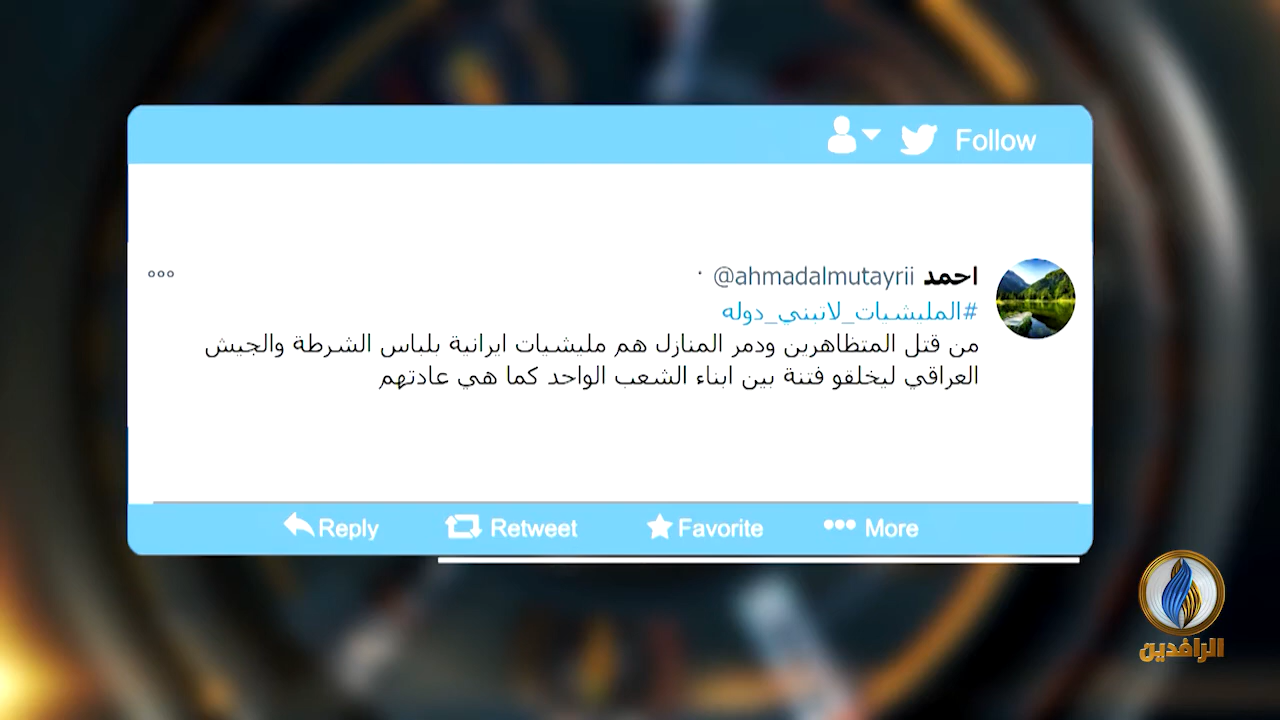 Follow
احمد @ahmadalmutayrii ·
#المليشيات_لاتبني_دوله
من قتل المتظاهرين ودمر المنازل هم مليشيات ايرانية بلباس الشرطة والجيش
العراقي ليخلقو فتنة بين ابناء الشعب الواحد كما هي عادتهم
Reply Retweet Favorite More
الرافدين